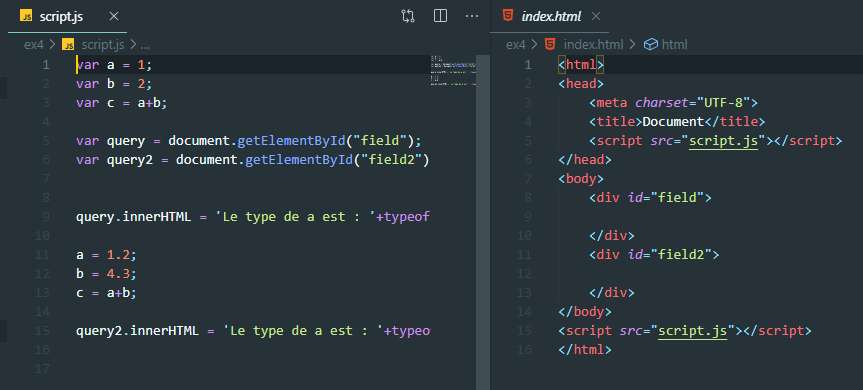 script.js
ex4 > script.js > ...
1 var a = 1;
2 var b = 2;
3 var c = a+b;
4
5 var query = document.getElementById("field");
6 var query2 = document.getElementById("field2")
7
8
9 query.innerHTML = 'Le type de a est : '+typeof
10
11 a = 1.2;
12 b = 4.3;
13 c = a+b;
14
15 query2.innerHTML = 'Le type de a est : '+typeo
16
17
index.html
ex4 > index.html > html
1 <html>
2 <head>
3 <meta charset="UTF-8">
4 <title>Document</title>
5 <script src="script.js"></script>
6 </head>
7 <body>
8 <div id="field">
9
10 </div>
11 <div id="field2">
12
13 </div>
14 </body>
15 <script src="script.js"></script>
16 </html>